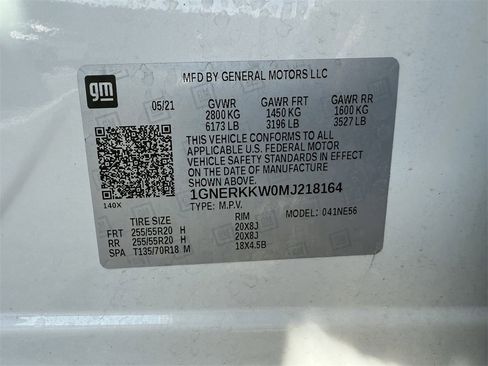 gm
MFD BY GENERAL MOTORS LLC
05/21 GVWR GAWR FRT GAWR RR
2800 KG 1450 KG 1600 KG
6173 LB 3196 LB 3527 LB
THIS VEHICLE CONFORMS TO ALL
APPLICABLE U.S. FEDERAL MOTOR
VEHICLE SAFETY STANDARDS IN EFFECT
ON THE DATE OF MANUFACTURE
SHOWN ABOVE.
140X
1GNERKKW0MJ218164
TYPE: M.P.V. MODEL: 041NE56
TIRE SIZE RIM
FRT 255/55R20 H 20X8J
RR 255/55R20 H 20X8J
SPA T135/70R18 M 18X4.5B